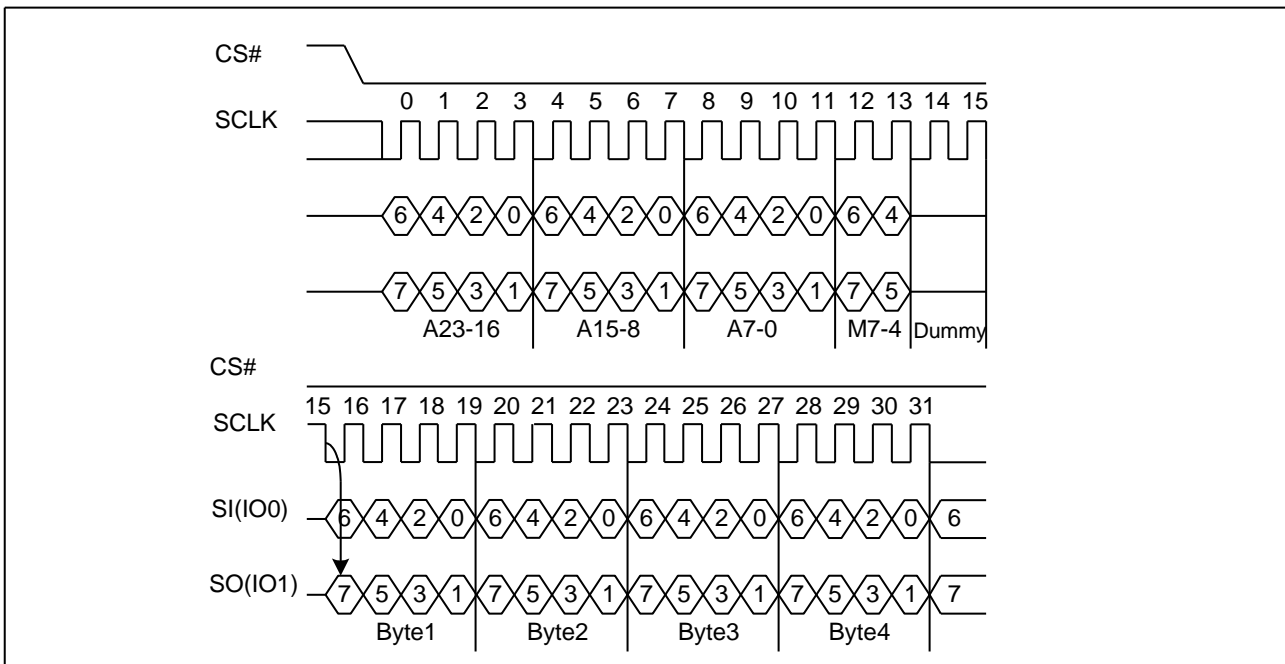 CS#
0 1 2 3 4 5 6 7 8 9 10 11 12 13 14 15
SCLK
6 4 2 0 6 4 2 0 6 4 2 0 6 4
7 5 3 1 7 5 3 1 7 5 3 1 7 5
A23-16 A15-8 A7-0 M7-4 Dummy
CS#
15 16 17 18 19 20 21 22 23 24 25 26 27 28 29 30 31
SCLK
SI(IO0) 6 4 2 0 6 4 2 0 6 4 2 0 6 4 2 0 6
SO(IO1) 7 5 3 1 7 5 3 1 7 5 3 1 7 5 3 1 7
Byte1 Byte2 Byte3 Byte4